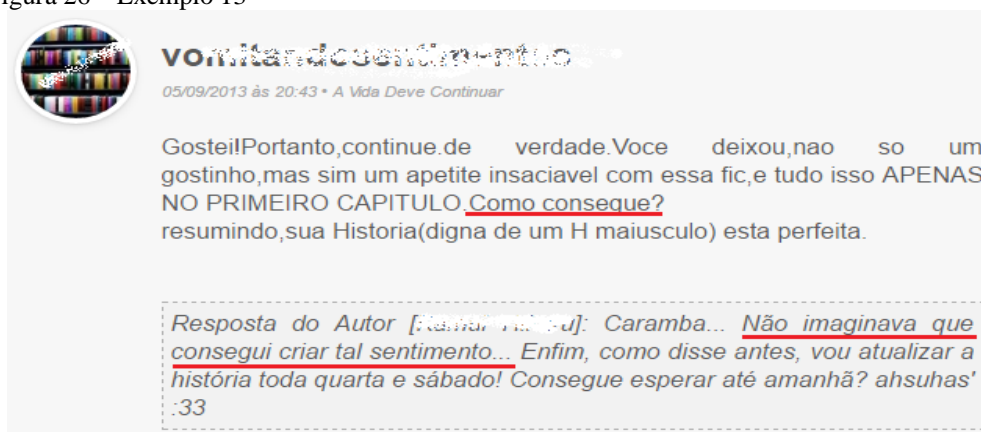 Exemplo 13
05/09/2013 às 20:43 • A Vida Deve Continuar
Gostei!Portanto,continue.de verdade.Voce deixou,nao so um
gostinho,mas sim um apetite insaciavel com essa fic,e tudo isso APENAS
NO PRIMEIRO CAPITULO.Como consegue?
resumindo,sua Historia(digna de um H maiusculo) esta perfeita.
Resposta do Autor [ ]: Caramba... Não imaginava que
consegui criar tal sentimento... Enfim, como disse antes, vou atualizar a
história toda quarta e sábado! Consegue esperar até amanhã? ahsuhas'
:33